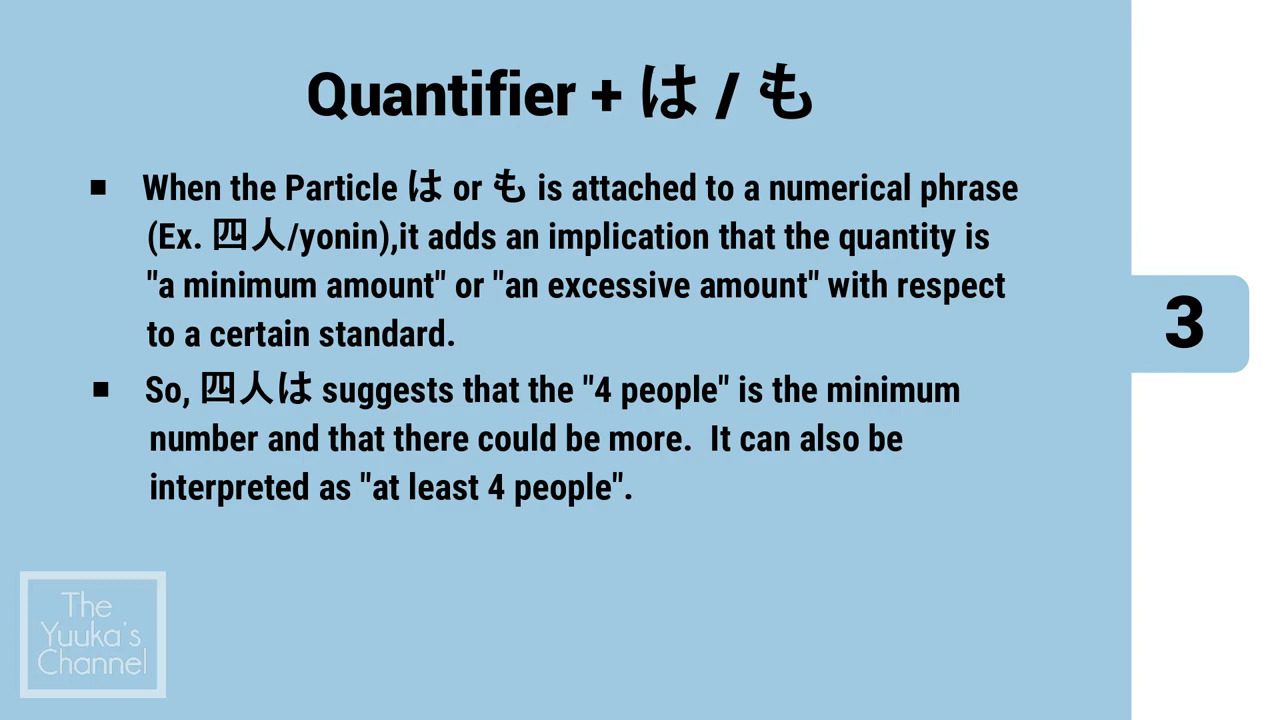 Quantifier + は / も
▪ When the Particle は or も is attached to a numerical phrase
(Ex. 四人/yonin),it adds an implication that the quantity is
"a minimum amount" or "an excessive amount" with respect
to a certain standard.
3
▪ So, 四人は suggests that the "4 people" is the minimum
number and that there could be more.  It can also be
interpreted as "at least 4 people".
The
Yuuka's
Channel